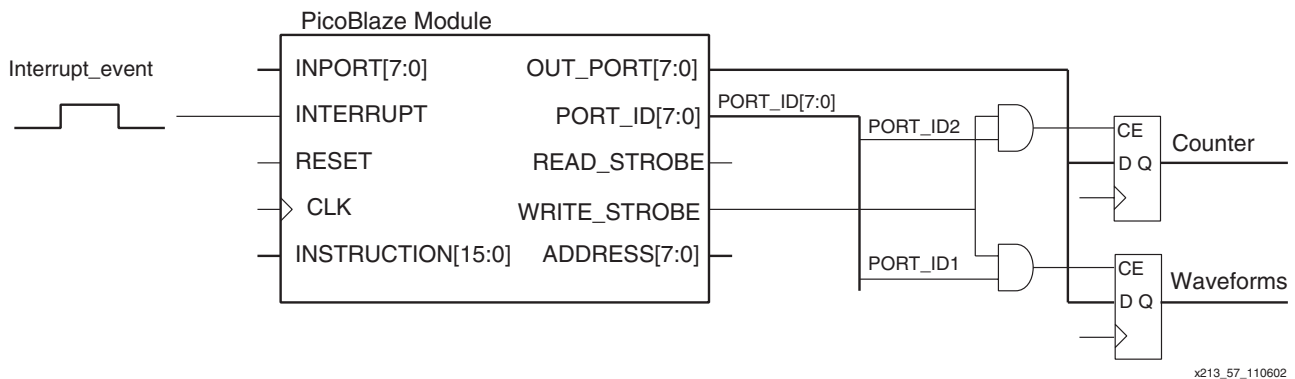 PicoBlaze Module
Interrupt_event
INPORT[7:0] OUT_PORT[7:0]
INTERRUPT PORT_ID[7:0] PORT_ID[7:0]
PORT_ID2
CE
Counter
D Q
RESET READ_STROBE
CLK WRITE_STROBE
INSTRUCTION[15:0] ADDRESS[7:0]
PORT_ID1
CE
Waveforms
D Q
x213_57_110602